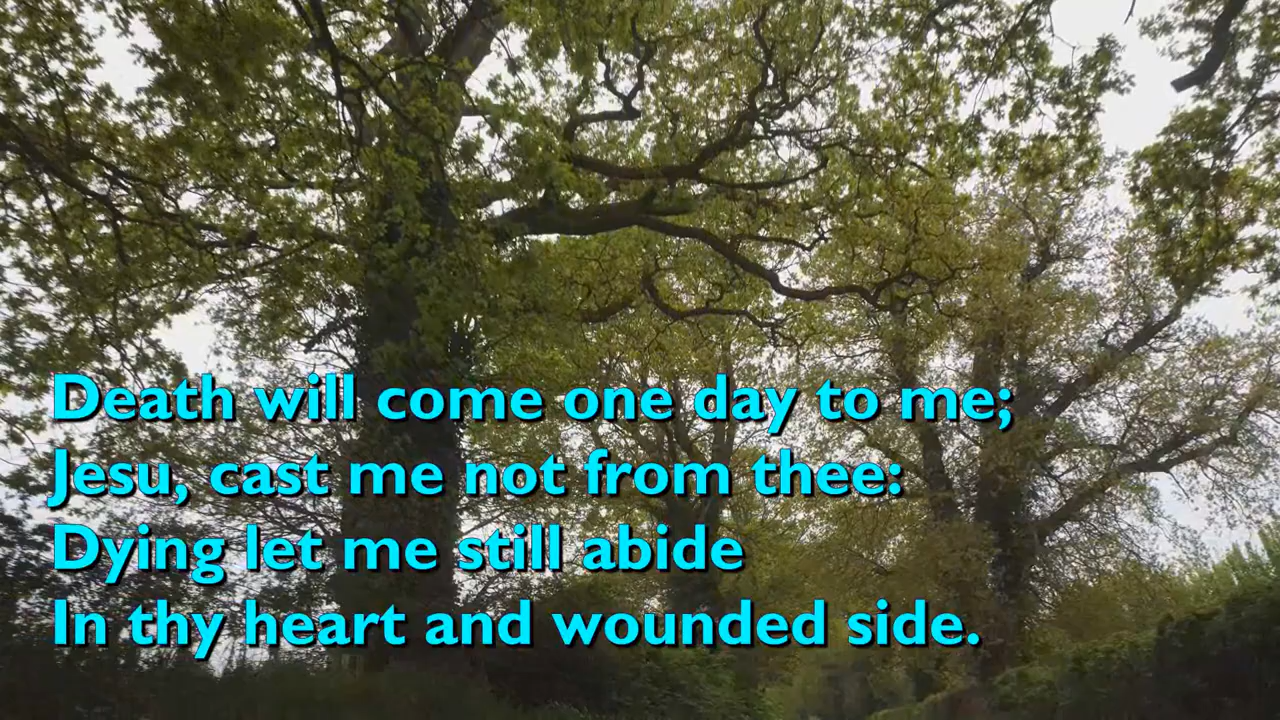 Death will come one day to me;
Jesu, cast me not from thee:
Dying let me still abide
In thy heart and wounded side.